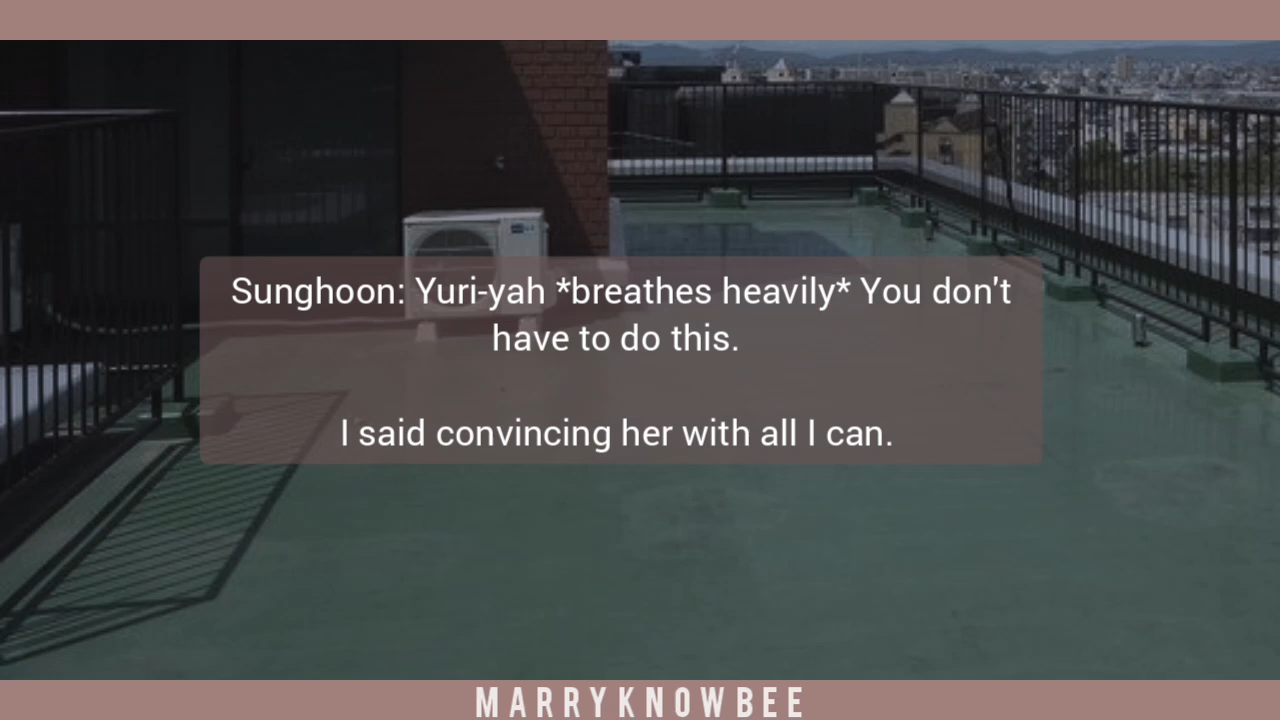 Sunghoon: Yuri-yah *breathes heavily* You don't
have to do this.
I said convincing her with all I can.
MARRYKNOWBEE